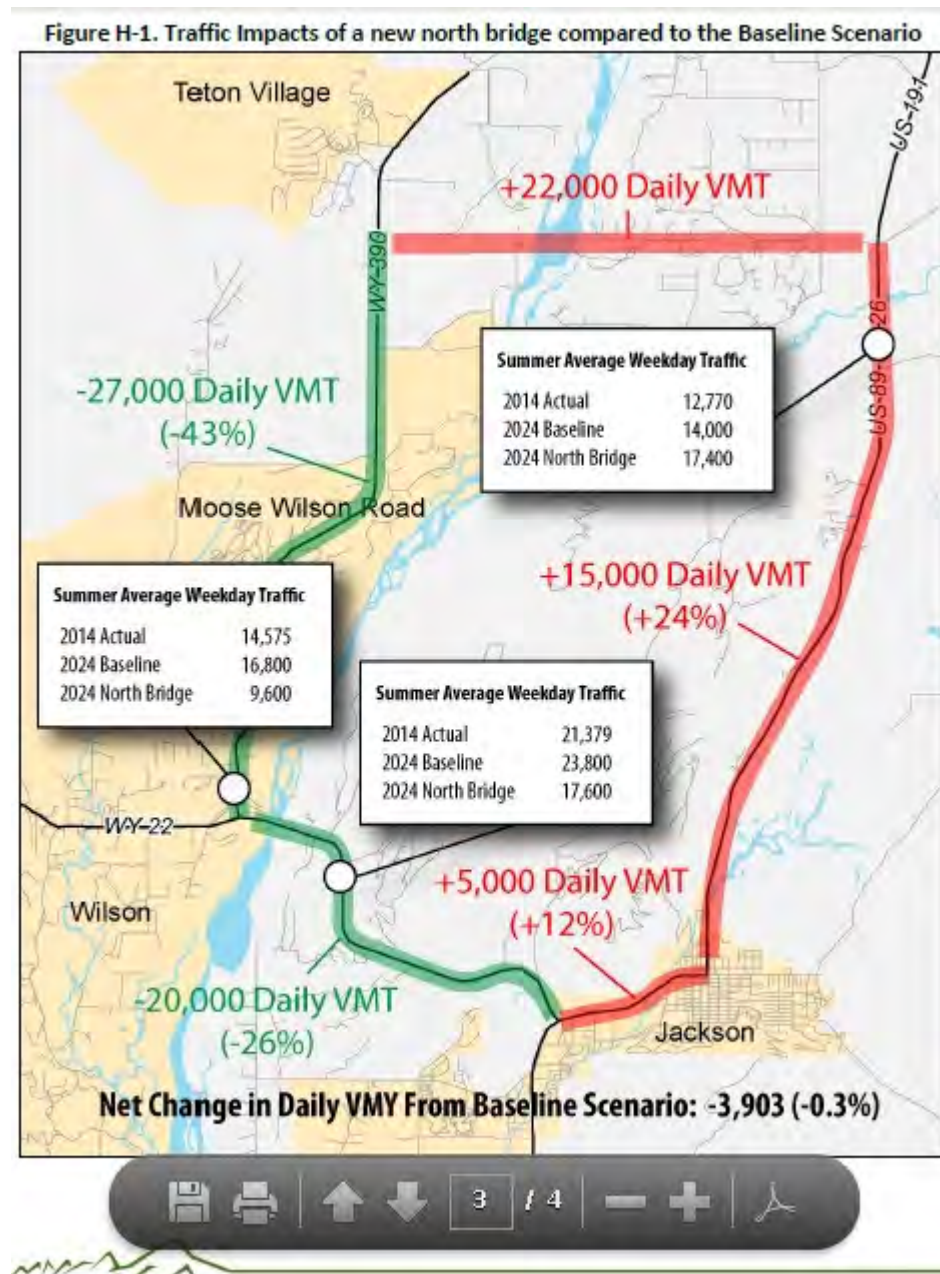 Figure H-1. Traffic Impacts of a new north bridge compared to the Baseline Scenario
Teton Village
US-191
+22,000 Daily VMT
WY-390
US-89-26
Summer Average Weekday Traffic
2014 Actual 12,770
2024 Baseline 14,000
2024 North Bridge 17,400
-27,000 Daily VMT
(-43%)
Moose Wilson Road
+15,000 Daily VMT
(+24%)
Summer Average Weekday Traffic
2014 Actual 14,575
2024 Baseline 16,800
2024 North Bridge 9,600
Summer Average Weekday Traffic
2014 Actual 21,379
2024 Baseline 23,800
2024 North Bridge 17,600
WY-22
Wilson
+5,000 Daily VMT
(+12%)
-20,000 Daily VMT
(-26%)
Jackson
Net Change in Daily VMY From Baseline Scenario: -3,903 (-0.3%)
3 / 4